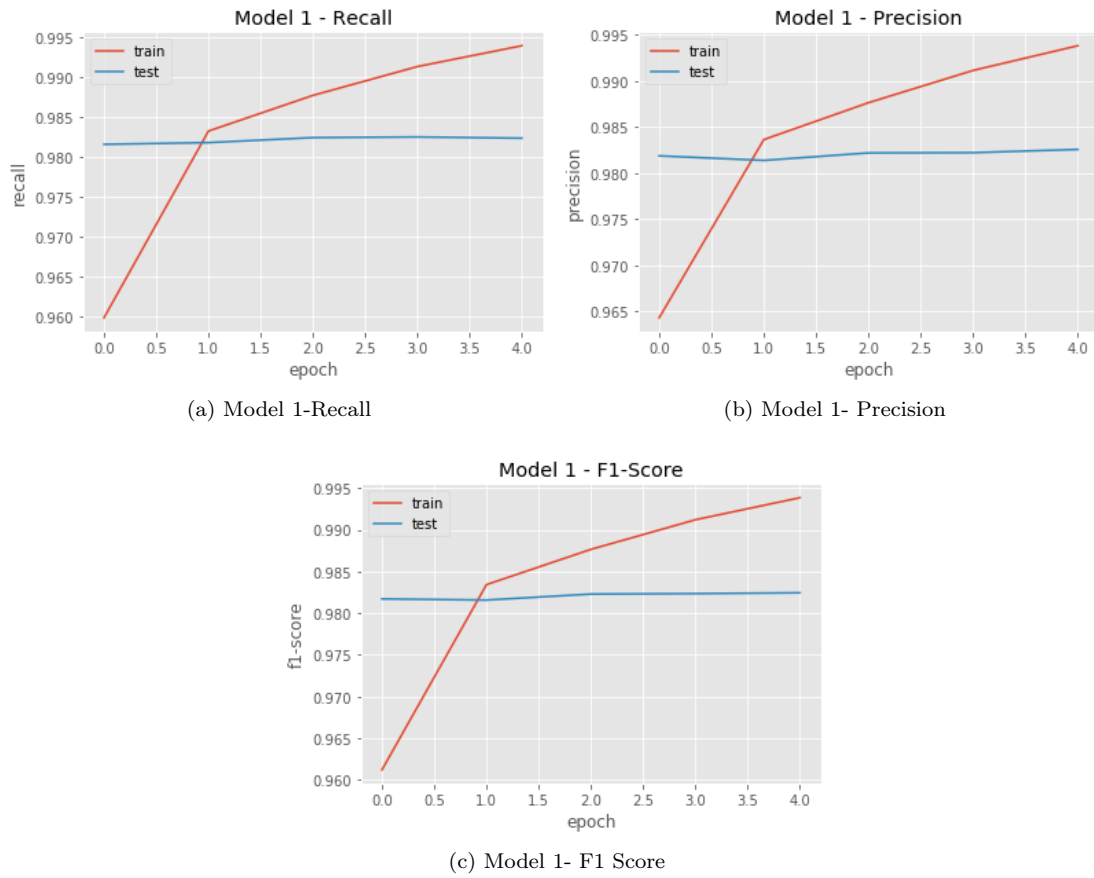 Model 1 - Recall
train
test
0.995
0.990
0.985
0.980
0.975
0.970
0.965
0.960
recall
0.0 0.5 1.0 1.5 2.0 2.5 3.0 3.5 4.0
epoch
(a) Model 1-Recall
Model 1 - Precision
train
test
0.995
0.990
0.985
0.980
0.975
0.970
0.965
precision
0.0 0.5 1.0 1.5 2.0 2.5 3.0 3.5 4.0
epoch
(b) Model 1- Precision
Model 1 - F1-Score
train
test
0.995
0.990
0.985
0.980
0.975
0.970
0.965
0.960
f1-score
0.0 0.5 1.0 1.5 2.0 2.5 3.0 3.5 4.0
epoch
(c) Model 1- F1 Score